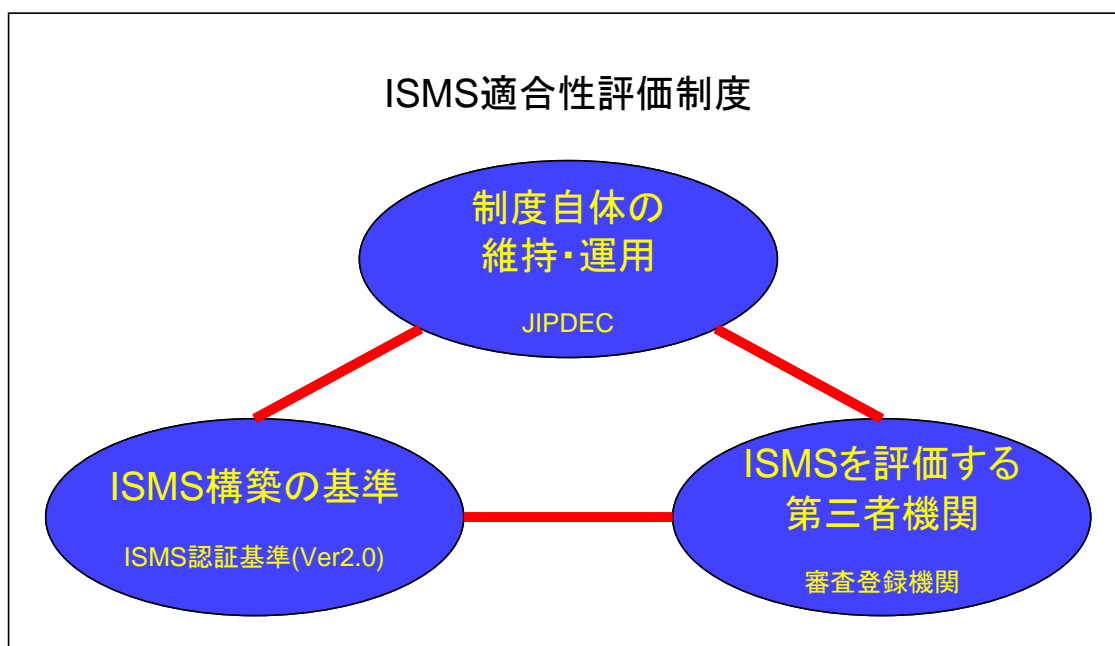 ISMS適合性評価制度
制度自体の
維持・運用
JIPDEC
ISMS構築の基準
ISMS認証基準(Ver2.0)
ISMSを評価する
第三者機関
審査登録機関